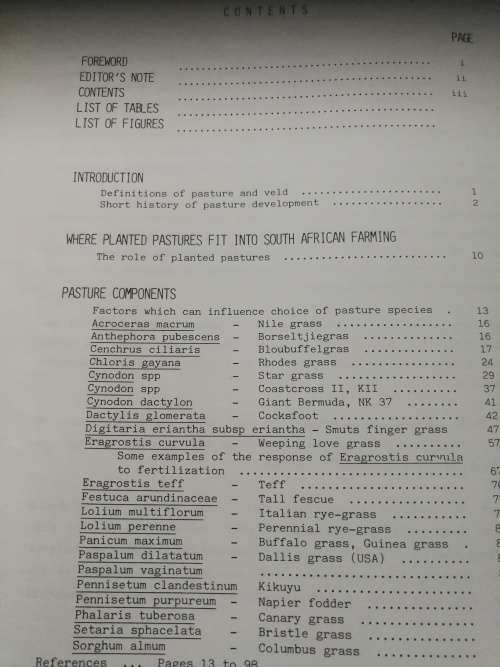 CONTENTS
PAGE
FOREWORD ........................................ i
EDITOR'S NOTE ........................................ ii
CONTENTS ........................................ iii
LIST OF TABLES ........................................
LIST OF FIGURES ........................................
INTRODUCTION
Definitions of pasture and veld ...................... 1
Short history of pasture development ................. 2
WHERE PLANTED PASTURES FIT INTO SOUTH AFRICAN FARMING
The role of planted pastures .......................... 10
PASTURE COMPONENTS
Factors which can influence choice of pasture species . 13
Acroceras macrum - Nile grass .................. 16
Anthephora pubescens - Borseltjiegras .............. 16
Cenchrus ciliaris - Bloubuffelgras .............. 17
Chloris gayana - Rhodes grass ................ 24
Cynodon spp - Star grass .................. 29
Cynodon spp - Coastcross II, KII .......... 37
Cynodon dactylon - Giant Bermuda, NK 37 ........ 41
Dactylis glomerata - Cocksfoot .................... 42
Digitaria eriantha subsp eriantha - Smuts finger grass 47
Eragrostis curvula - Weeping love grass .......... 57
Some examples of the response of Eragrostis curvula
to fertilization .................................. 67
Eragrostis teff - Teff .........................
Festuca arundinaceae - Tall fescue ..................
Lolium multiflorum - Italian rye-grass ...........
Lolium perenne - Perennial rye-grass .........
Panicum maximum - Buffalo grass, Guinea grass .
Paspalum dilatatum - Dallis grass (USA) ..........
Paspalum vaginatum ...............................
Pennisetum clandestinum Kikuyu .......................
Pennisetum purpureum - Napier fodder ...............
Phalaris tuberosa - Canary grass ................
Setaria sphacelata - Bristle grass ...............
Sorghum almum - Columbus grass ..............
References ... Pages 13 to 98